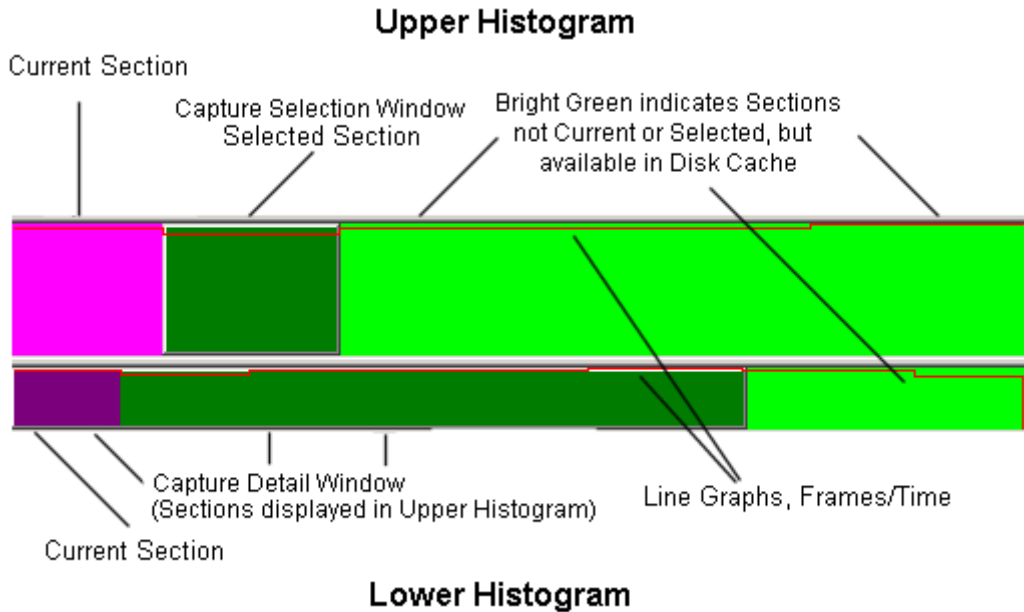 Upper Histogram
Current Section
Capture Selection Window
Selected Section
Bright Green indicates Sections
not Current or Selected, but
available in Disk Cache
Capture Detail Window
(Sections displayed in Upper Histogram)
Line Graphs, Frames/Time
Current Section
Lower Histogram